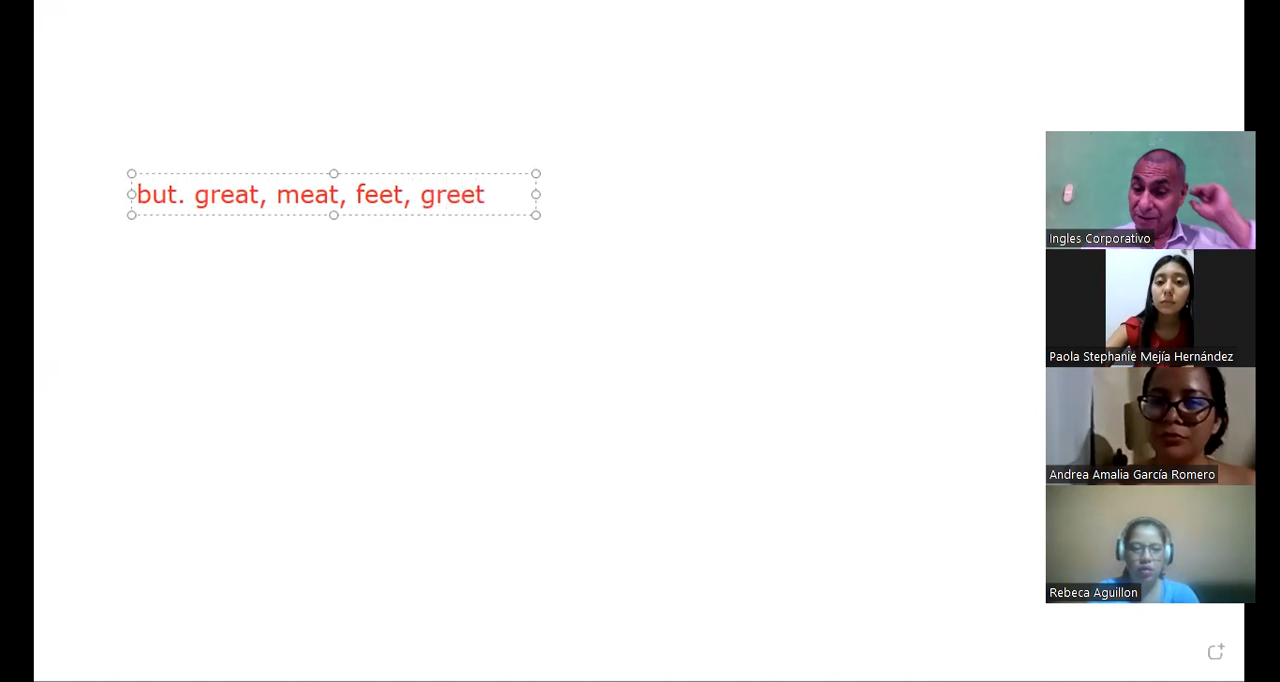 but. great, meat, feet, greet
Ingles Corporativo
Paola Stephanie Mejía Hernández
Andrea Amalia García Romero
Rebeca Aguillon